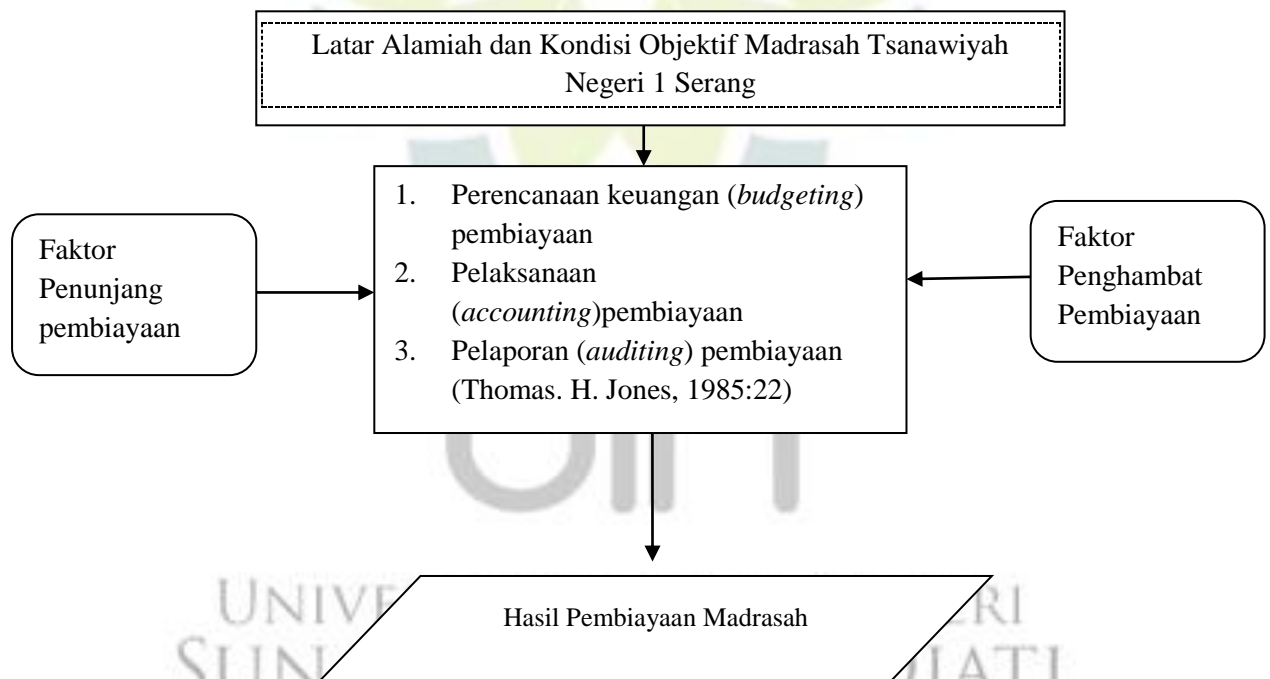 Latar Alamiah dan Kondisi Objektif Madrasah Tsanawiyah
Negeri 1 Serang
Faktor
Penunjang
pembiayaan
1. Perencanaan keuangan (budgeting)
pembiayaan
2. Pelaksanaan
(accounting)pembiayaan
3. Pelaporan (auditing) pembiayaan
(Thomas. H. Jones, 1985:22)
Faktor
Penghambat
Pembiayaan
Hasil Pembiayaan Madrasah